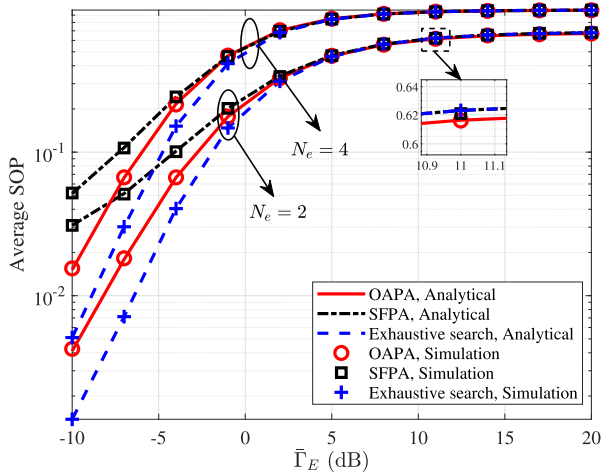 Average SOP
10^{-1}
10^{-2}
N_e = 4
N_e = 2
0.64
0.62
0.6
10.9 11 11.1
OAPA, Analytical
SFPA, Analytical
Exhaustive search, Analytical
OAPA, Simulation
SFPA, Simulation
Exhaustive search, Simulation
-10 -5 0 5 10 15 20
Γ̄_E (dB)